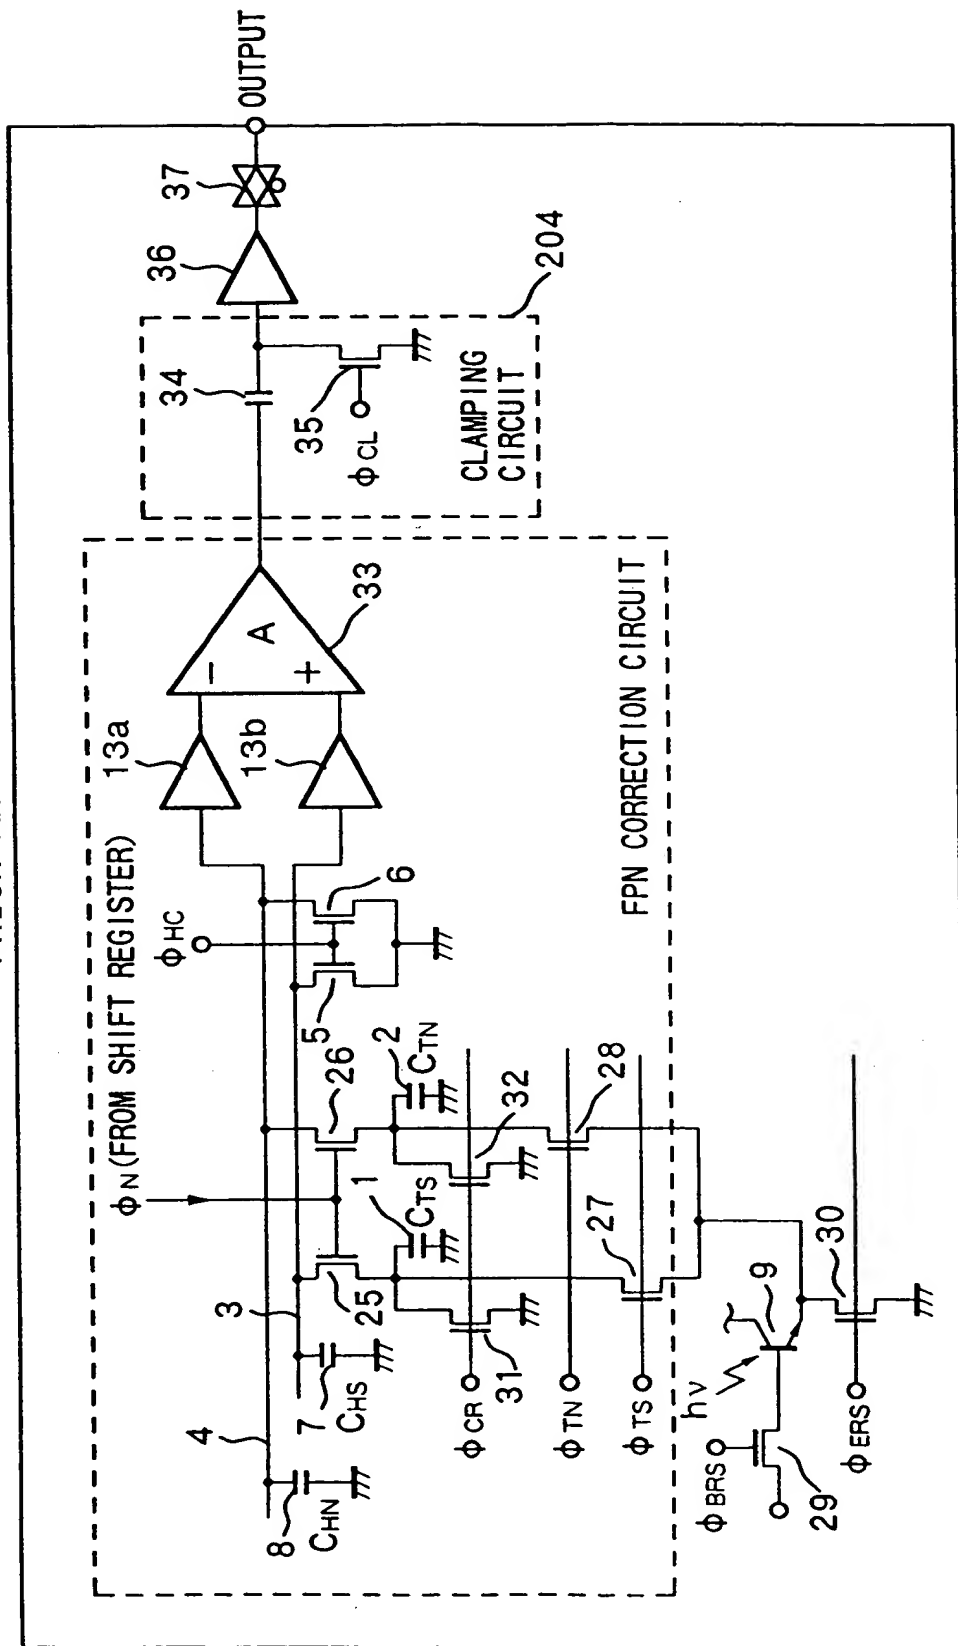 OUTPUT
37
36
34
204
35
φCL
CLAMPING
CIRCUIT
33
A
−
+
13a
13b
FPN CORRECTION CIRCUIT
φN(FROM SHIFT REGISTER)
φHC
6
5
26
2
CTN
28
32
1
CTS
27
25
3
31
4
7
CHS
8
CHN
φCR
φTN
φTS
hν
9
30
φBRS
29
φERS